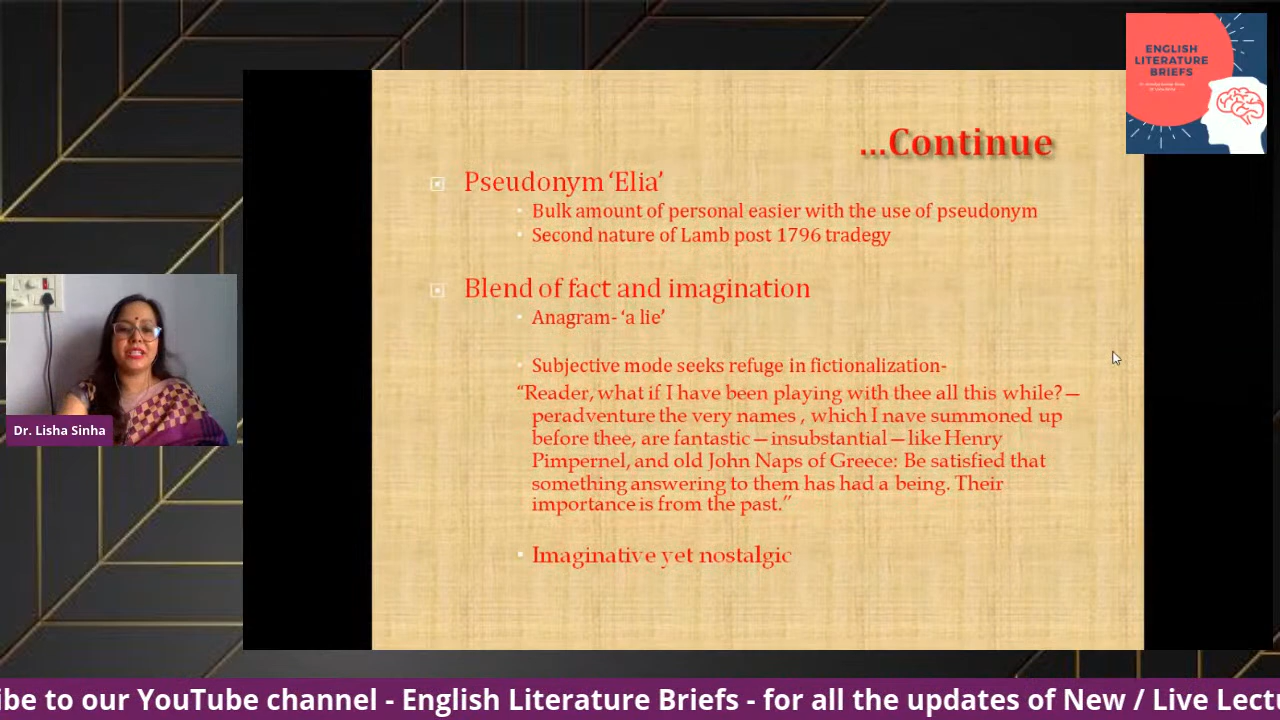 ENGLISH
LITERATURE
BRIEFS
...Continue
Pseudonym ‘Elia’
Bulk amount of personal easier with the use of pseudonym
Second nature of Lamb post 1796 tradegy
Blend of fact and imagination
Anagram- ‘a lie’
Subjective mode seeks refuge in fictionalization-
“Reader, what if I have been playing with thee all this while?—
peradventure the very names , which I nave summoned up
before thee, are fantastic—insubstantial—like Henry
Pimpernel, and old John Naps of Greece: Be satisfied that
something answering to them has had a being. Their
importance is from the past.”
Imaginative yet nostalgic
Dr. Lisha Sinha
ibe to our YouTube channel - English Literature Briefs - for all the updates of New / Live Lectu